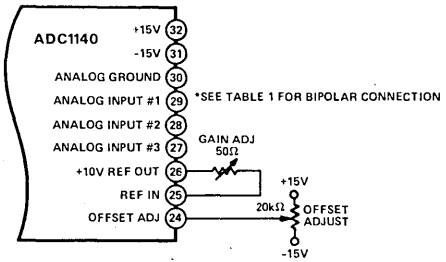 ADC1140
+15V 32
-15V 31
ANALOG GROUND 30
ANALOG INPUT #1 29 *SEE TABLE 1 FOR BIPOLAR CONNECTION
ANALOG INPUT #2 28
ANALOG INPUT #3 27
GAIN ADJ
50Ω
+10V REF OUT 26
REF IN 25
OFFSET ADJ 24
+15V
20kΩ
OFFSET
ADJUST
-15V